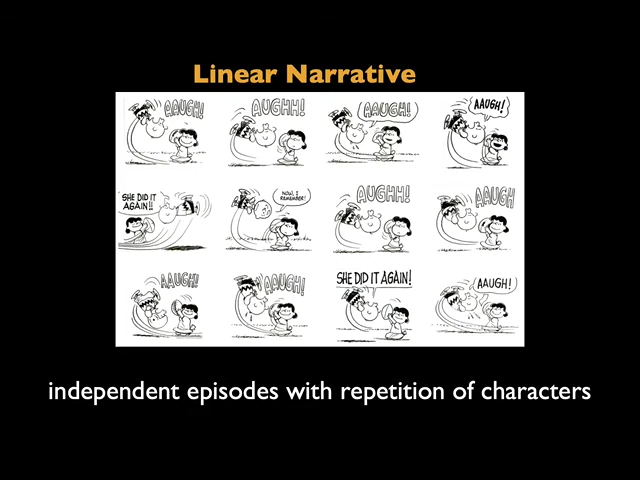 Linear Narrative
AAUGH!
AUGHH!
AAUGH!
AAUGH!
SHE DID IT
AGAIN!!
NOW, I
REMEMBER!
AUGHH!
AAUGH
AAUGH!
AAUGH!
SHE DID IT AGAIN!
AAUGH!
independent episodes with repetition of characters